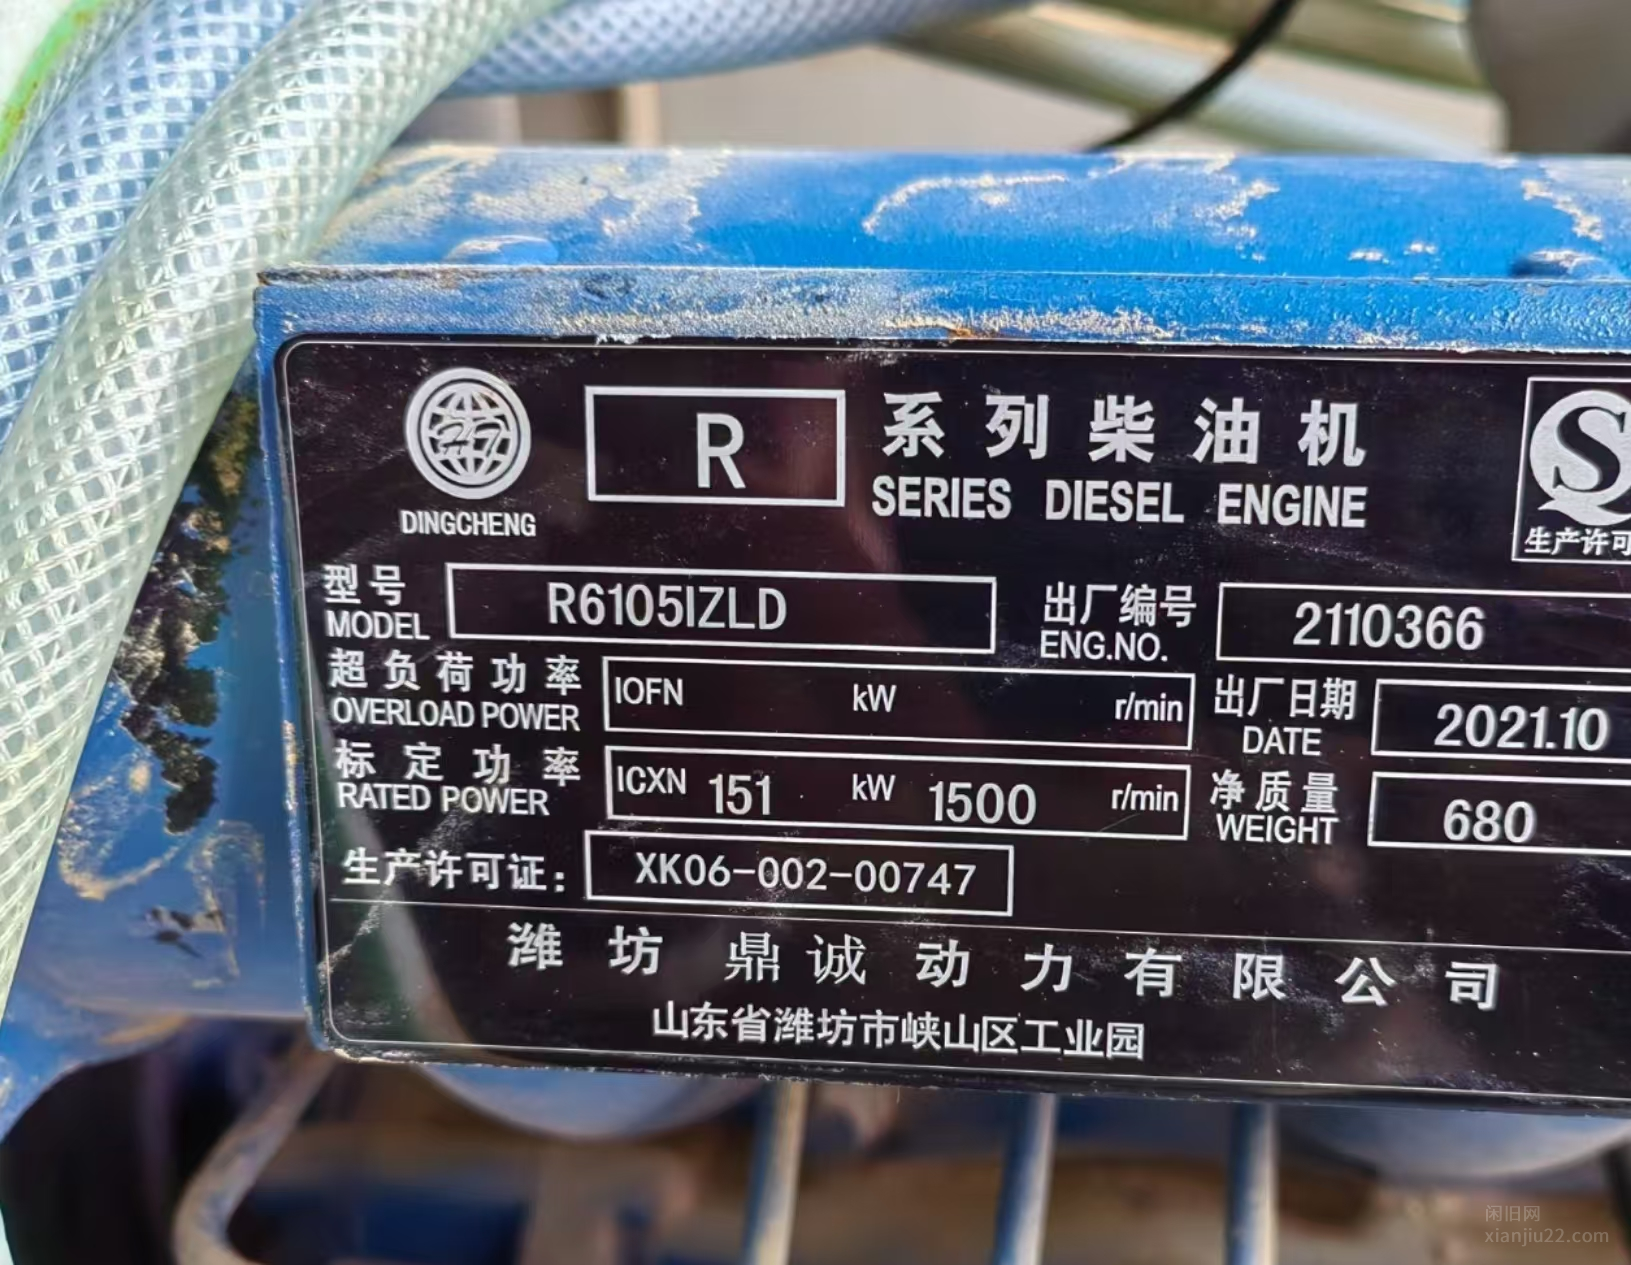 R 系列柴油机
SERIES DIESEL ENGINE
DINGCHENG
S
生产许可
型号 R6105IZLD 出厂编号 2110366
MODEL ENG.NO.
超负荷功率 IOFN kW r/min 出厂日期 2021.10
OVERLOAD POWER DATE
标定功率 ICXN 151 kW 1500 r/min 净质量 680
RATED POWER WEIGHT
生产许可证: XK06-002-00747
潍坊鼎诚动力有限公司
山东省潍坊市峡山区工业园
闲旧网
xianjiu22.com